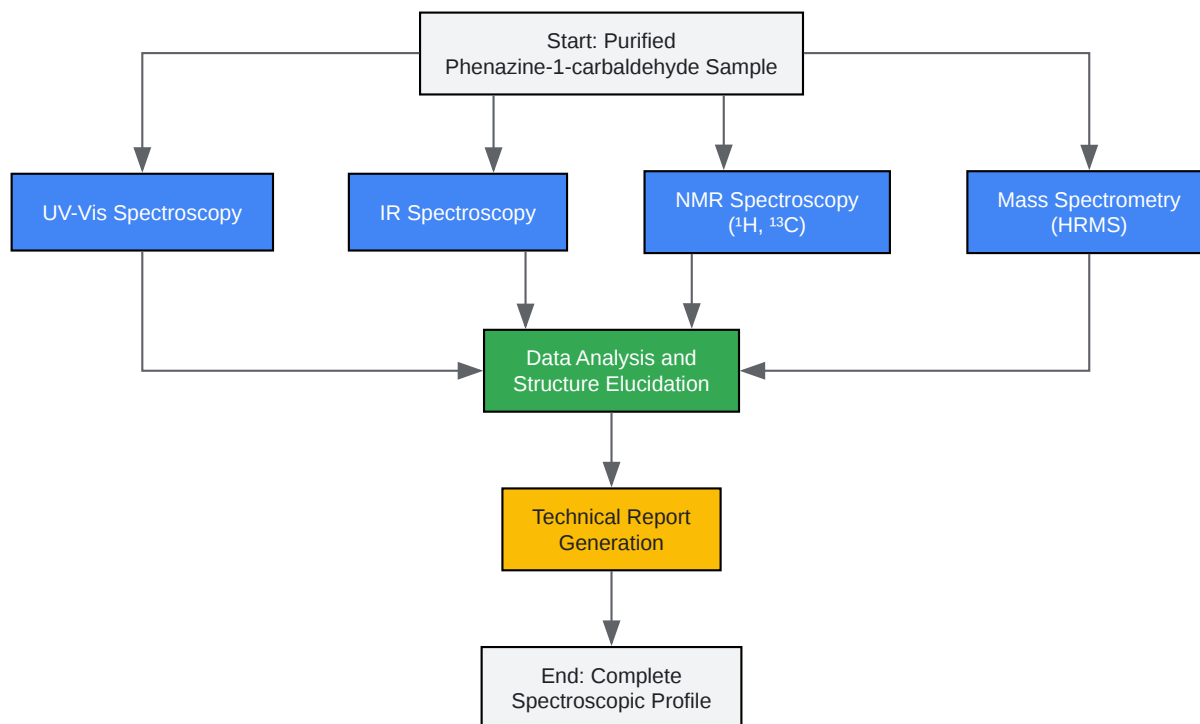 Start: Purified
Phenazine-1-carbaldehyde Sample
UV-Vis Spectroscopy
IR Spectroscopy
NMR Spectroscopy
(¹H, ¹³C)
Mass Spectrometry
(HRMS)
Data Analysis and
Structure Elucidation
Technical Report
Generation
End: Complete
Spectroscopic Profile